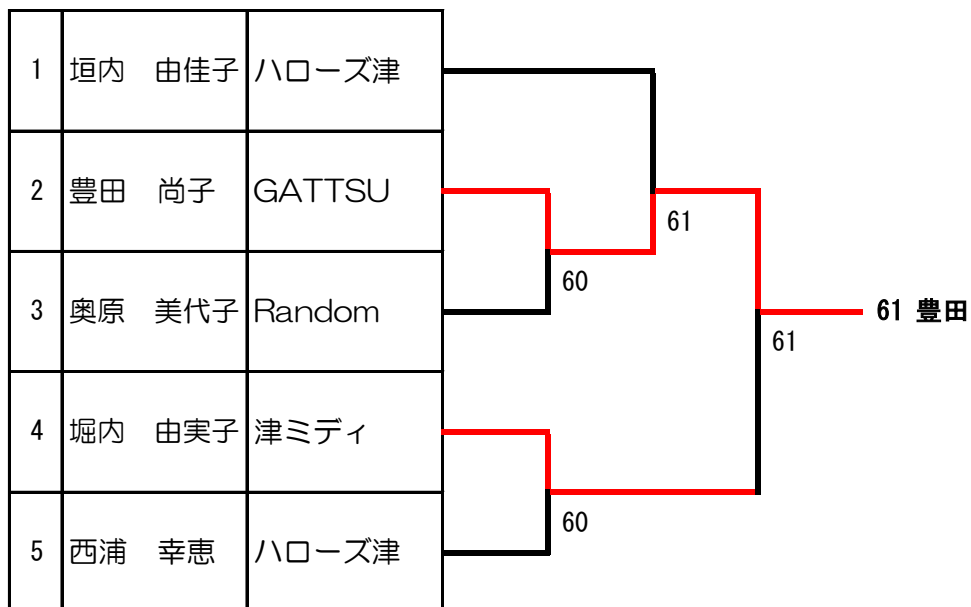 1 垣内 由佳子 ハローズ津
2 豊田 尚子 GATTSU
61
60
3 奥原 美代子 Random
61 豊田
61
4 堀内 由実子 津ミディ
60
5 西浦 幸恵 ハローズ津